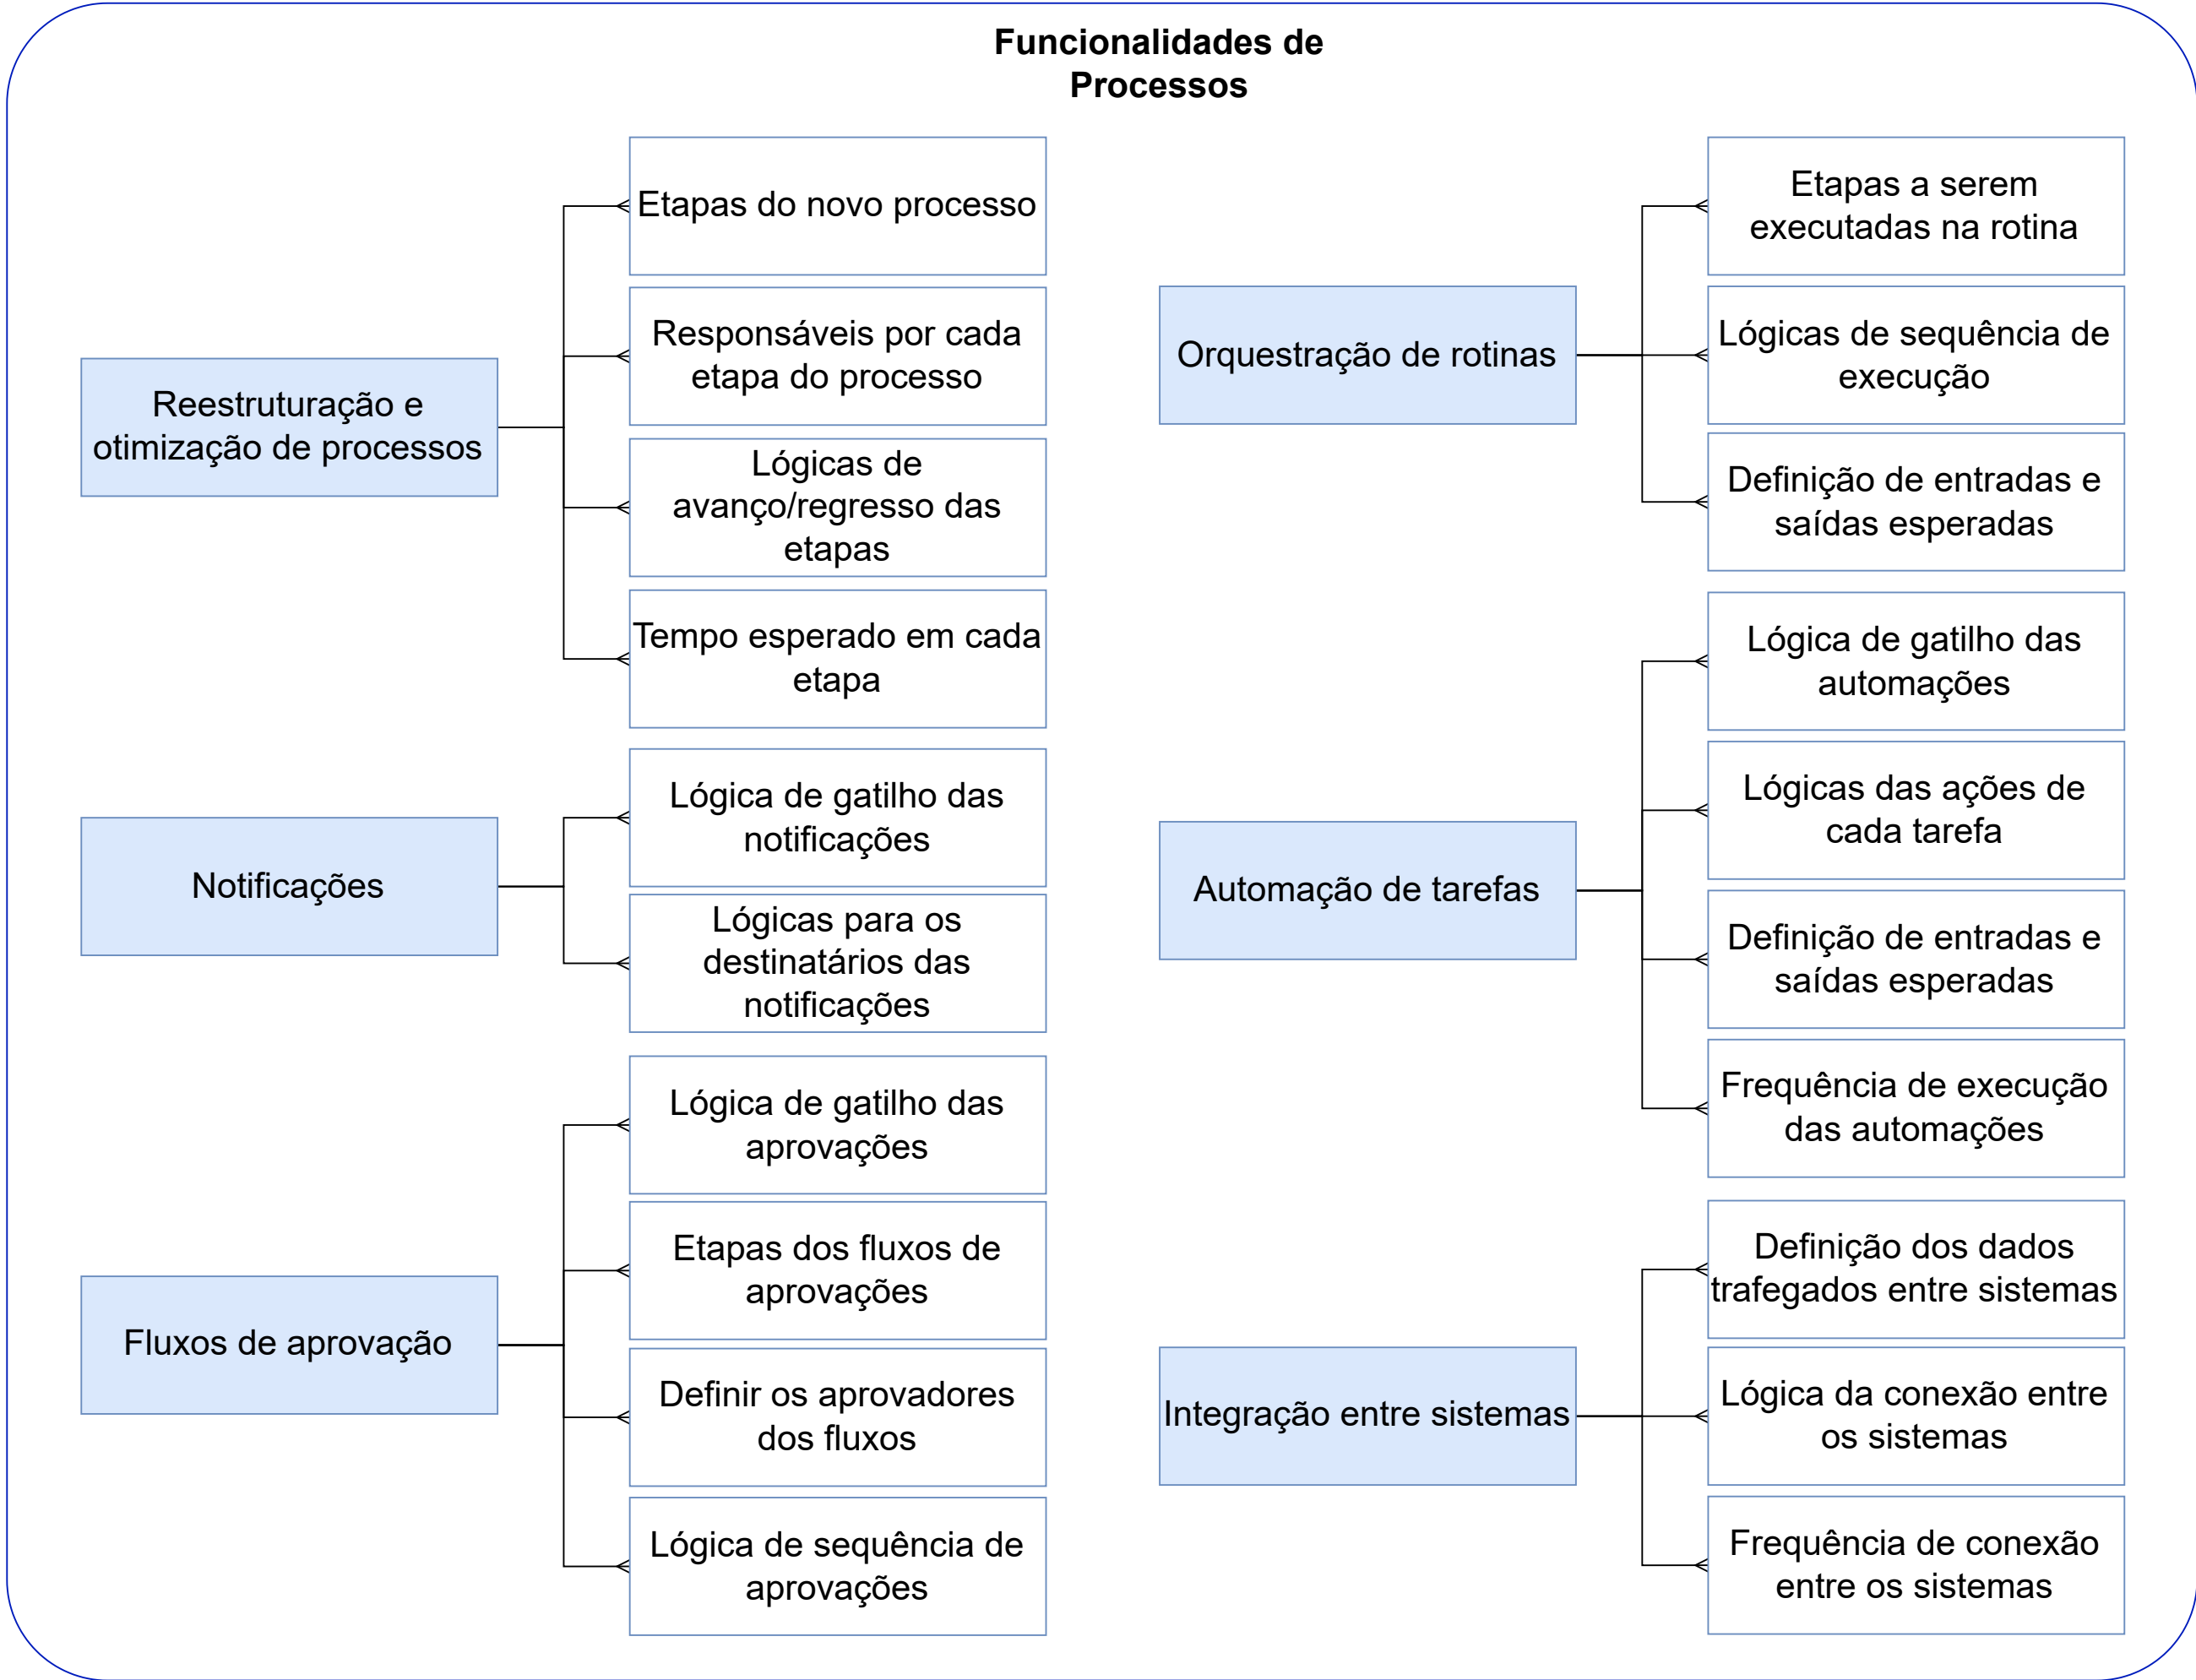 Funcionalidades de
Processos
Reestruturação e
otimização de processos
Etapas do novo processo
Responsáveis por cada
etapa do processo
Lógicas de
avanço/regresso das
etapas
Tempo esperado em cada
etapa
Notificações
Lógica de gatilho das
notificações
Lógicas para os
destinatários das
notificações
Fluxos de aprovação
Lógica de gatilho das
aprovações
Etapas dos fluxos de
aprovações
Definir os aprovadores
dos fluxos
Lógica de sequência de
aprovações
Orquestração de rotinas
Etapas a serem
executadas na rotina
Lógicas de sequência de
execução
Definição de entradas e
saídas esperadas
Automação de tarefas
Lógica de gatilho das
automações
Lógicas das ações de
cada tarefa
Definição de entradas e
saídas esperadas
Frequência de execução
das automações
Integração entre sistemas
Definição dos dados
trafegados entre sistemas
Lógica da conexão entre
os sistemas
Frequência de conexão
entre os sistemas